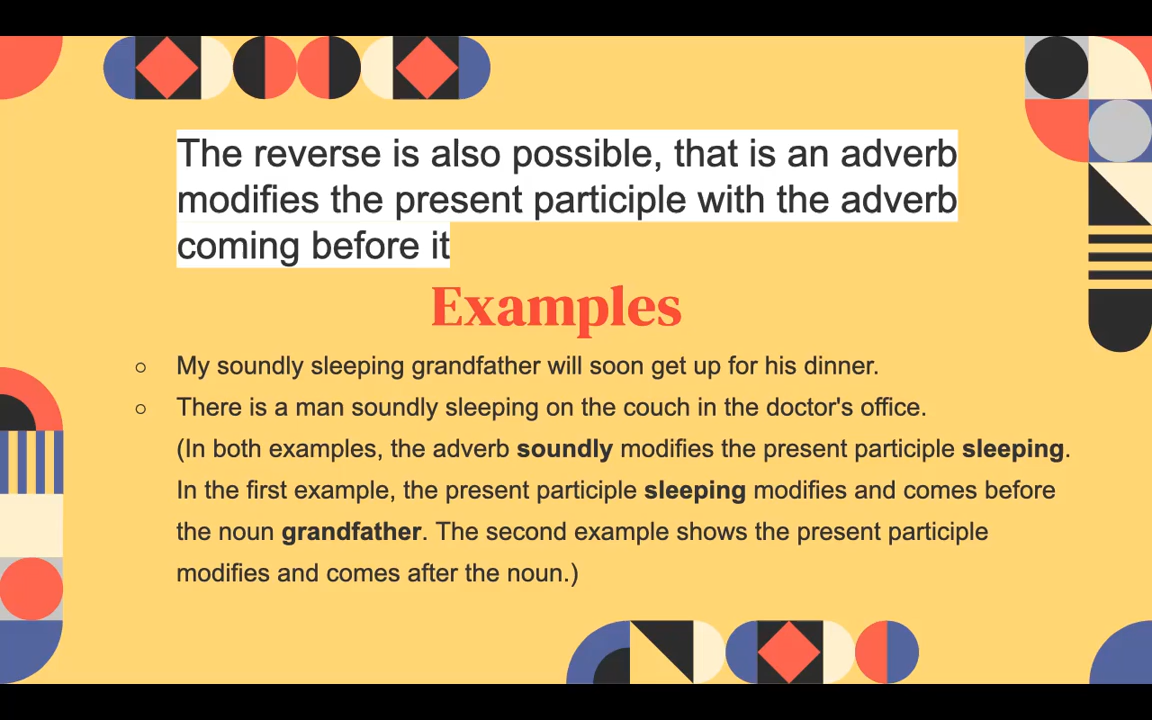 The reverse is also possible, that is an adverb
modifies the present participle with the adverb
coming before it
Examples
○ My soundly sleeping grandfather will soon get up for his dinner.
○ There is a man soundly sleeping on the couch in the doctor's office.
(In both examples, the adverb soundly modifies the present participle sleeping.
In the first example, the present participle sleeping modifies and comes before
the noun grandfather. The second example shows the present participle
modifies and comes after the noun.)